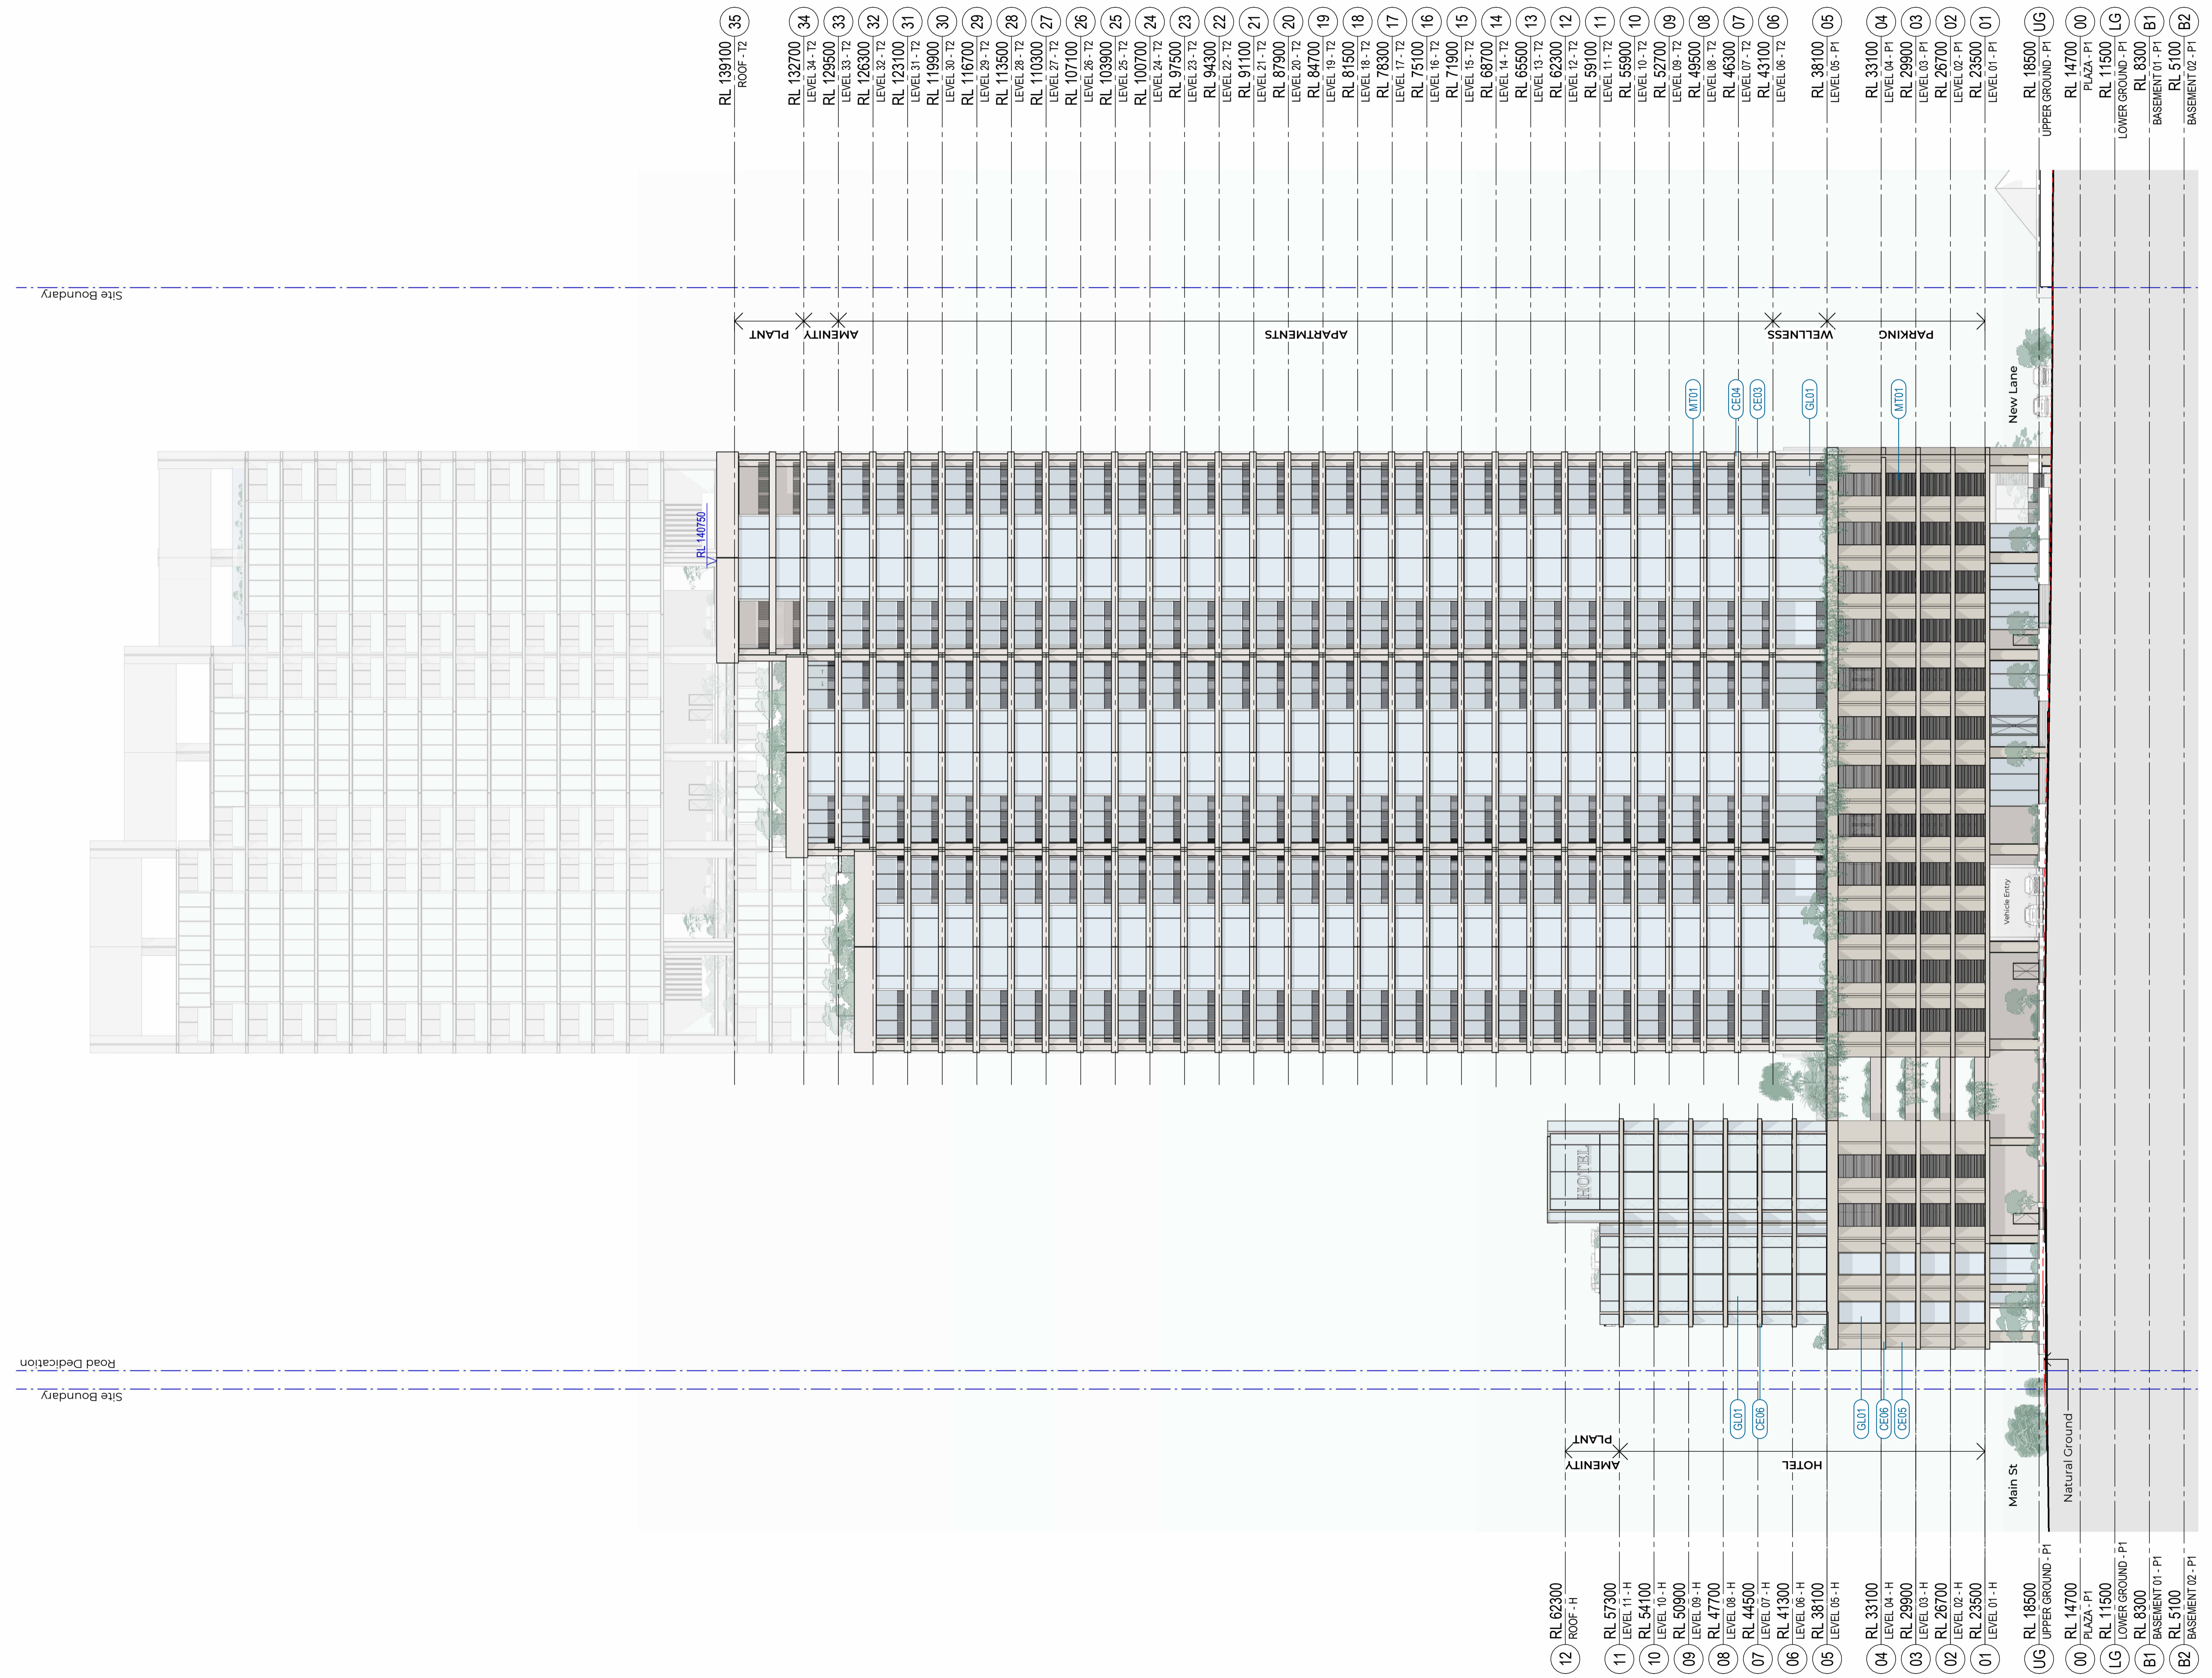 RL 139100
ROOF - T2
35
RL 132700
LEVEL 34 - T2
34
RL 129500
LEVEL 33 - T2
33
RL 126300
LEVEL 32 - T2
32
RL 123100
LEVEL 31 - T2
31
RL 119900
LEVEL 30 - T2
30
RL 116700
LEVEL 29 - T2
29
RL 113500
LEVEL 28 - T2
28
RL 110300
LEVEL 27 - T2
27
RL 107100
LEVEL 26 - T2
26
RL 103900
LEVEL 25 - T2
25
RL 100700
LEVEL 24 - T2
24
RL 97500
LEVEL 23 - T2
23
RL 94300
LEVEL 22 - T2
22
RL 91100
LEVEL 21 - T2
21
RL 87900
LEVEL 20 - T2
20
RL 84700
LEVEL 19 - T2
19
RL 81500
LEVEL 18 - T2
18
RL 78300
LEVEL 17 - T2
17
RL 75100
LEVEL 16 - T2
16
RL 71900
LEVEL 15 - T2
15
RL 68700
LEVEL 14 - T2
14
RL 65500
LEVEL 13 - T2
13
RL 62300
LEVEL 12 - T2
12
RL 59100
LEVEL 11 - T2
11
RL 55900
LEVEL 10 - T2
10
RL 52700
LEVEL 09 - T2
09
RL 49500
LEVEL 08 - T2
08
RL 46300
LEVEL 07 - T2
07
RL 43100
LEVEL 06 - T2
06
RL 38100
LEVEL 05 - P1
05
RL 33100
LEVEL 04 - P1
04
RL 29900
LEVEL 03 - P1
03
RL 26700
LEVEL 02 - P1
02
RL 23500
LEVEL 01 - P1
01
RL 18500
UPPER GROUND - P1
UG
RL 14700
PLAZA - P1
00
RL 11500
LOWER GROUND - P1
LG
RL 8300
BASEMENT 01 - P1
B1
RL 5100
BASEMENT 02 - P1
B2
Site Boundary
PLANT
AMENITY
APARTMENTS
WELLNESS
PARKING
MT01
CE04
CE03
GL01
MT01
New Lane
RL 140750
Vehicle Entry
HOTEL
Road Dedication
Site Boundary
GL01
CE06
GL01
CE06
CE05
PLANT
AMENITY
HOTEL
Main St
Natural Ground
RL 62300
ROOF - H
12
RL 57300
LEVEL 11 - H
11
RL 54100
LEVEL 10 - H
10
RL 50900
LEVEL 09 - H
09
RL 47700
LEVEL 08 - H
08
RL 44500
LEVEL 07 - H
07
RL 41300
LEVEL 06 - H
06
RL 38100
LEVEL 05 - H
05
RL 33100
LEVEL 04 - H
04
RL 29900
LEVEL 03 - H
03
RL 26700
LEVEL 02 - H
02
RL 23500
LEVEL 01 - H
01
RL 18500
UPPER GROUND - P1
UG
RL 14700
PLAZA - P1
00
RL 11500
LOWER GROUND - P1
LG
RL 8300
BASEMENT 01 - P1
B1
RL 5100
BASEMENT 02 - P1
B2